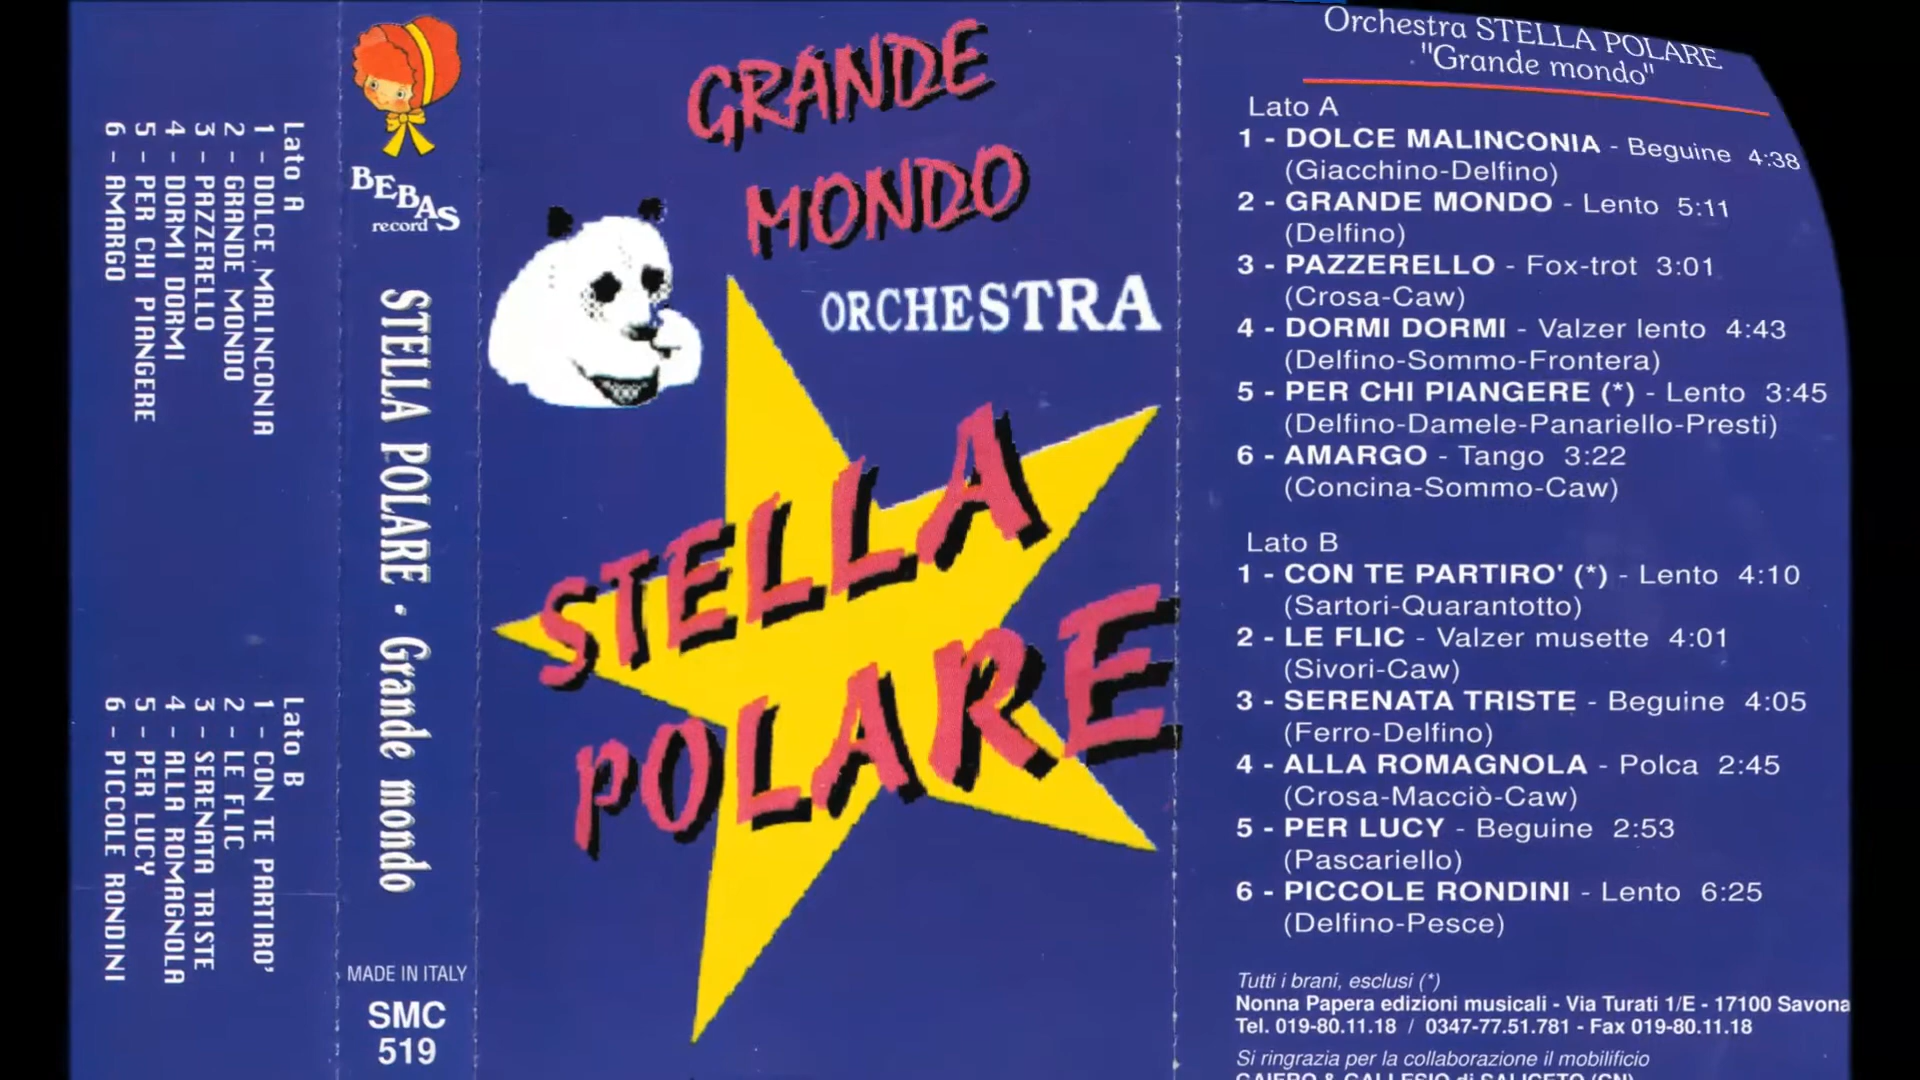 Lato A
1 - DOLCE MALINCONIA
2 - GRANDE MONDO
3 - PAZZERELLO
4 - DORMI DORMI
5 - PER CHI PIANGERE
6 - AMARGO
Lato B
1 - CON TE PARTIRO'
2 - LE FLIC
3 - SERENATA TRISTE
4 - ALLA ROMAGNOLA
5 - PER LUCY
6 - PICCOLE RONDINI
BEBAS
record
STELLA POLARE · Grande mondo
MADE IN ITALY
SMC
519
GRANDE
MONDO
ORCHESTRA
STELLA
POLARE
Orchestra STELLA POLARE
"Grande mondo"
Lato A
1 - DOLCE MALINCONIA - Beguine 4:38
(Giacchino-Delfino)
2 - GRANDE MONDO - Lento 5:11
(Delfino)
3 - PAZZERELLO - Fox-trot 3:01
(Crosa-Caw)
4 - DORMI DORMI - Valzer lento 4:43
(Delfino-Sommo-Frontera)
5 - PER CHI PIANGERE (*) - Lento 3:45
(Delfino-Damele-Panariello-Presti)
6 - AMARGO - Tango 3:22
(Concina-Sommo-Caw)
Lato B
1 - CON TE PARTIRO' (*) - Lento 4:10
(Sartori-Quarantotto)
2 - LE FLIC - Valzer musette 4:01
(Sivori-Caw)
3 - SERENATA TRISTE - Beguine 4:05
(Ferro-Delfino)
4 - ALLA ROMAGNOLA - Polca 2:45
(Crosa-Macciò-Caw)
5 - PER LUCY - Beguine 2:53
(Pascariello)
6 - PICCOLE RONDINI - Lento 6:25
(Delfino-Pesce)
Tutti i brani, esclusi (*)
Nonna Papera edizioni musicali - Via Turati 1/E - 17100 Savona
Tel. 019-80.11.18 / 0347-77.51.781 - Fax 019-80.11.18
Si ringrazia per la collaborazione il mobilificio
GAIERO & GALLESIO di SALICETO (CN)